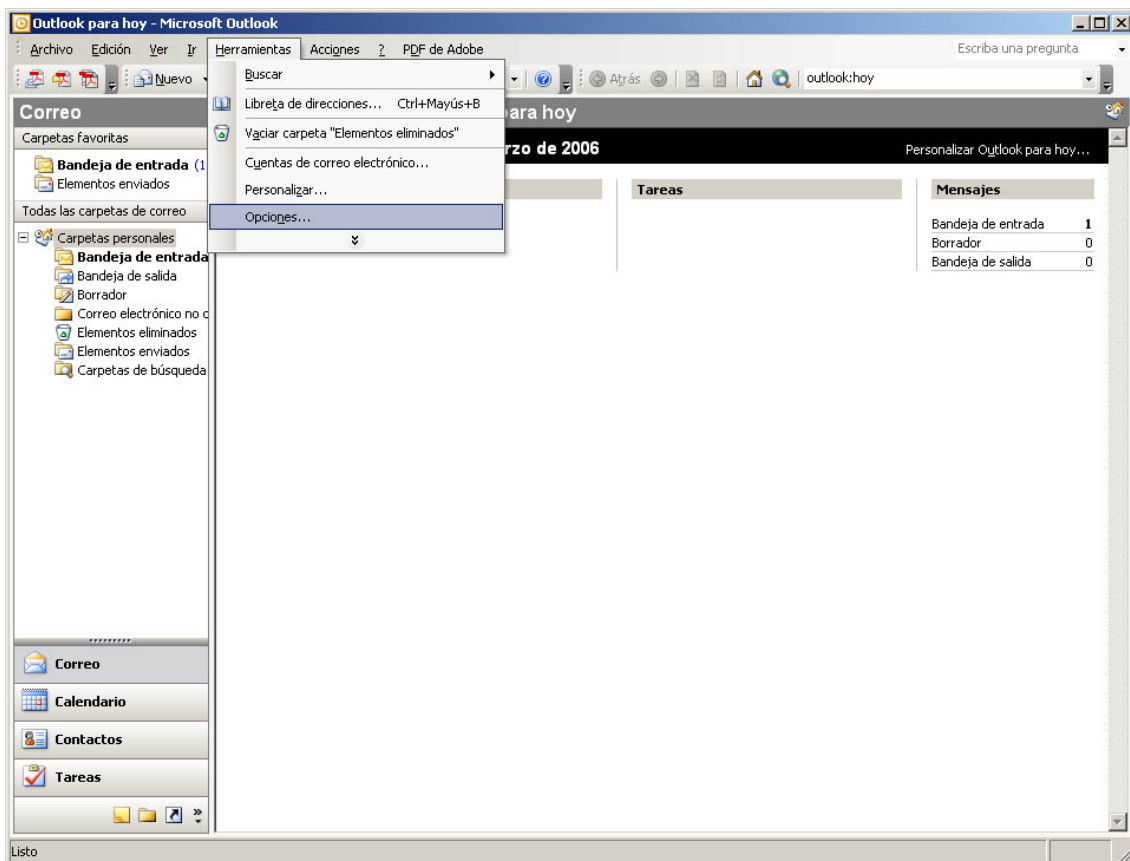 Outlook para hoy - Microsoft Outlook
Archivo Edición Ver Ir Herramientas Acciones ? PDF de Adobe Escriba una pregunta
Nuevo Atrás outlook:hoy
Buscar
Libreta de direcciones... Ctrl+Mayús+B
Vaciar carpeta "Elementos eliminados"
Cuentas de correo electrónico...
Personalizar...
Opciones...
Correo
ara hoy
Carpetas favoritas
rzo de 2006 Personalizar Outlook para hoy...
Bandeja de entrada (1
Elementos enviados
Todas las carpetas de correo
Carpetas personales
Bandeja de entrada
Bandeja de salida
Borrador
Correo electrónico no d
Elementos eliminados
Elementos enviados
Carpetas de búsqueda
Tareas
Mensajes
Bandeja de entrada 1
Borrador 0
Bandeja de salida 0
Correo
Calendario
Contactos
Tareas
Listo